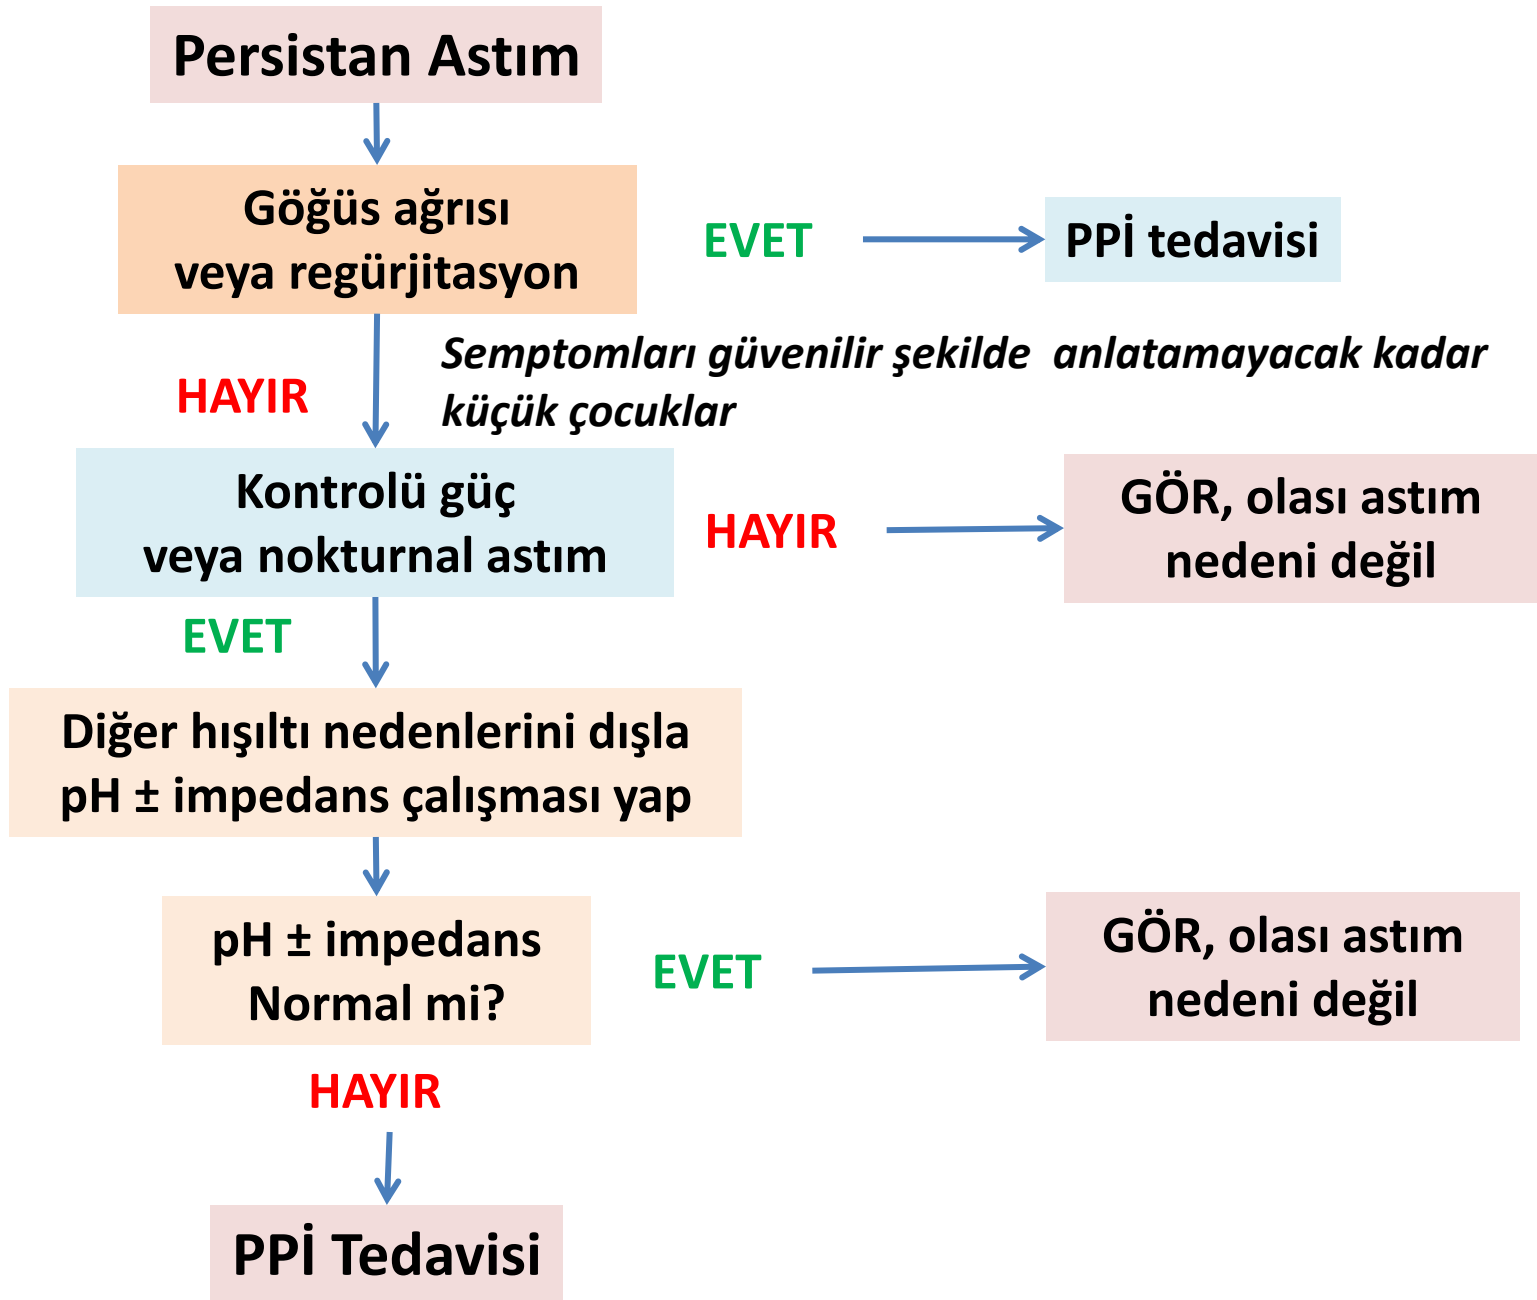 Persistan Astım
Göğüs ağrısı
veya regürjitasyon
EVET
PPİ tedavisi
HAYIR
Semptomları güvenilir şekilde  anlatamayacak kadar
küçük çocuklar
Kontrolü güç
veya nokturnal astım
HAYIR
GÖR, olası astım
nedeni değil
EVET
Diğer hışıltı nedenlerini dışla
pH ± impedans çalışması yap
pH ± impedans
Normal mi?
EVET
GÖR, olası astım
nedeni değil
HAYIR
PPİ Tedavisi